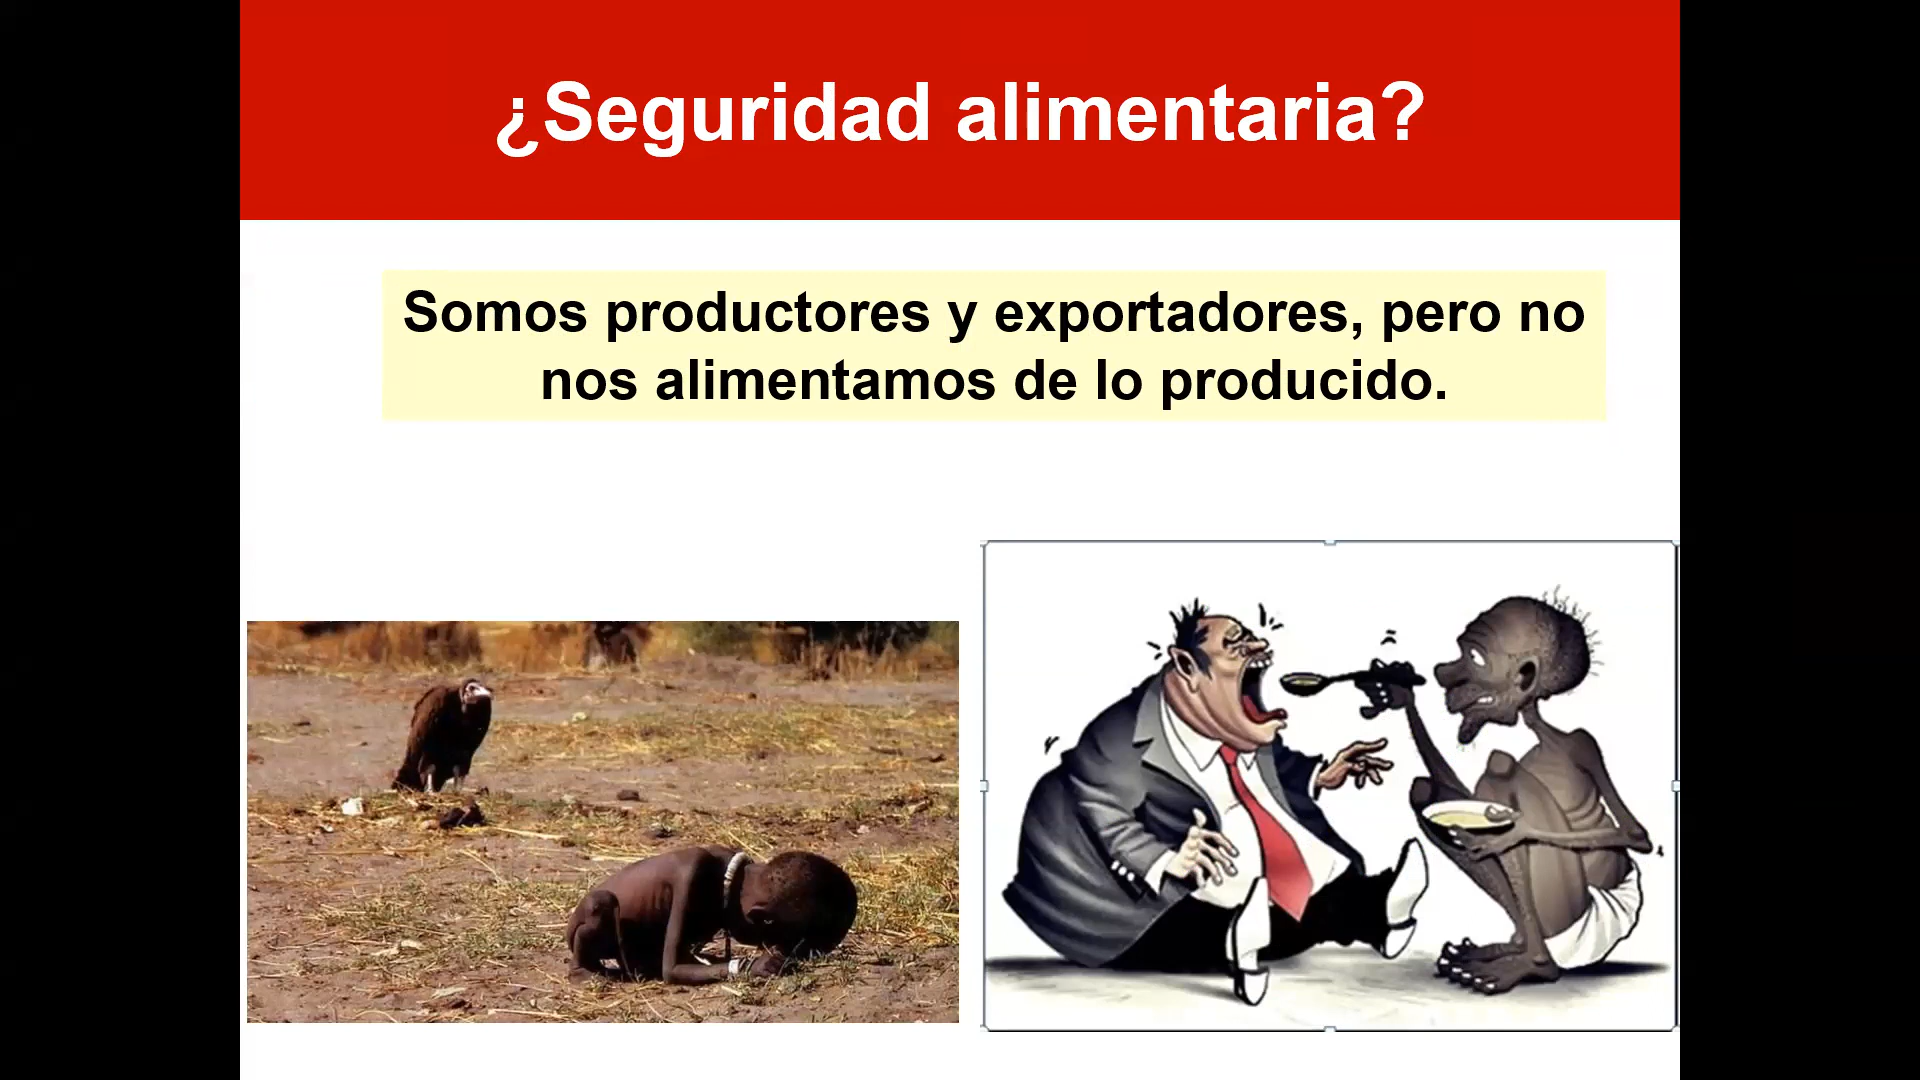 ¿Seguridad alimentaria?
Somos productores y exportadores, pero no
nos alimentamos de lo producido.